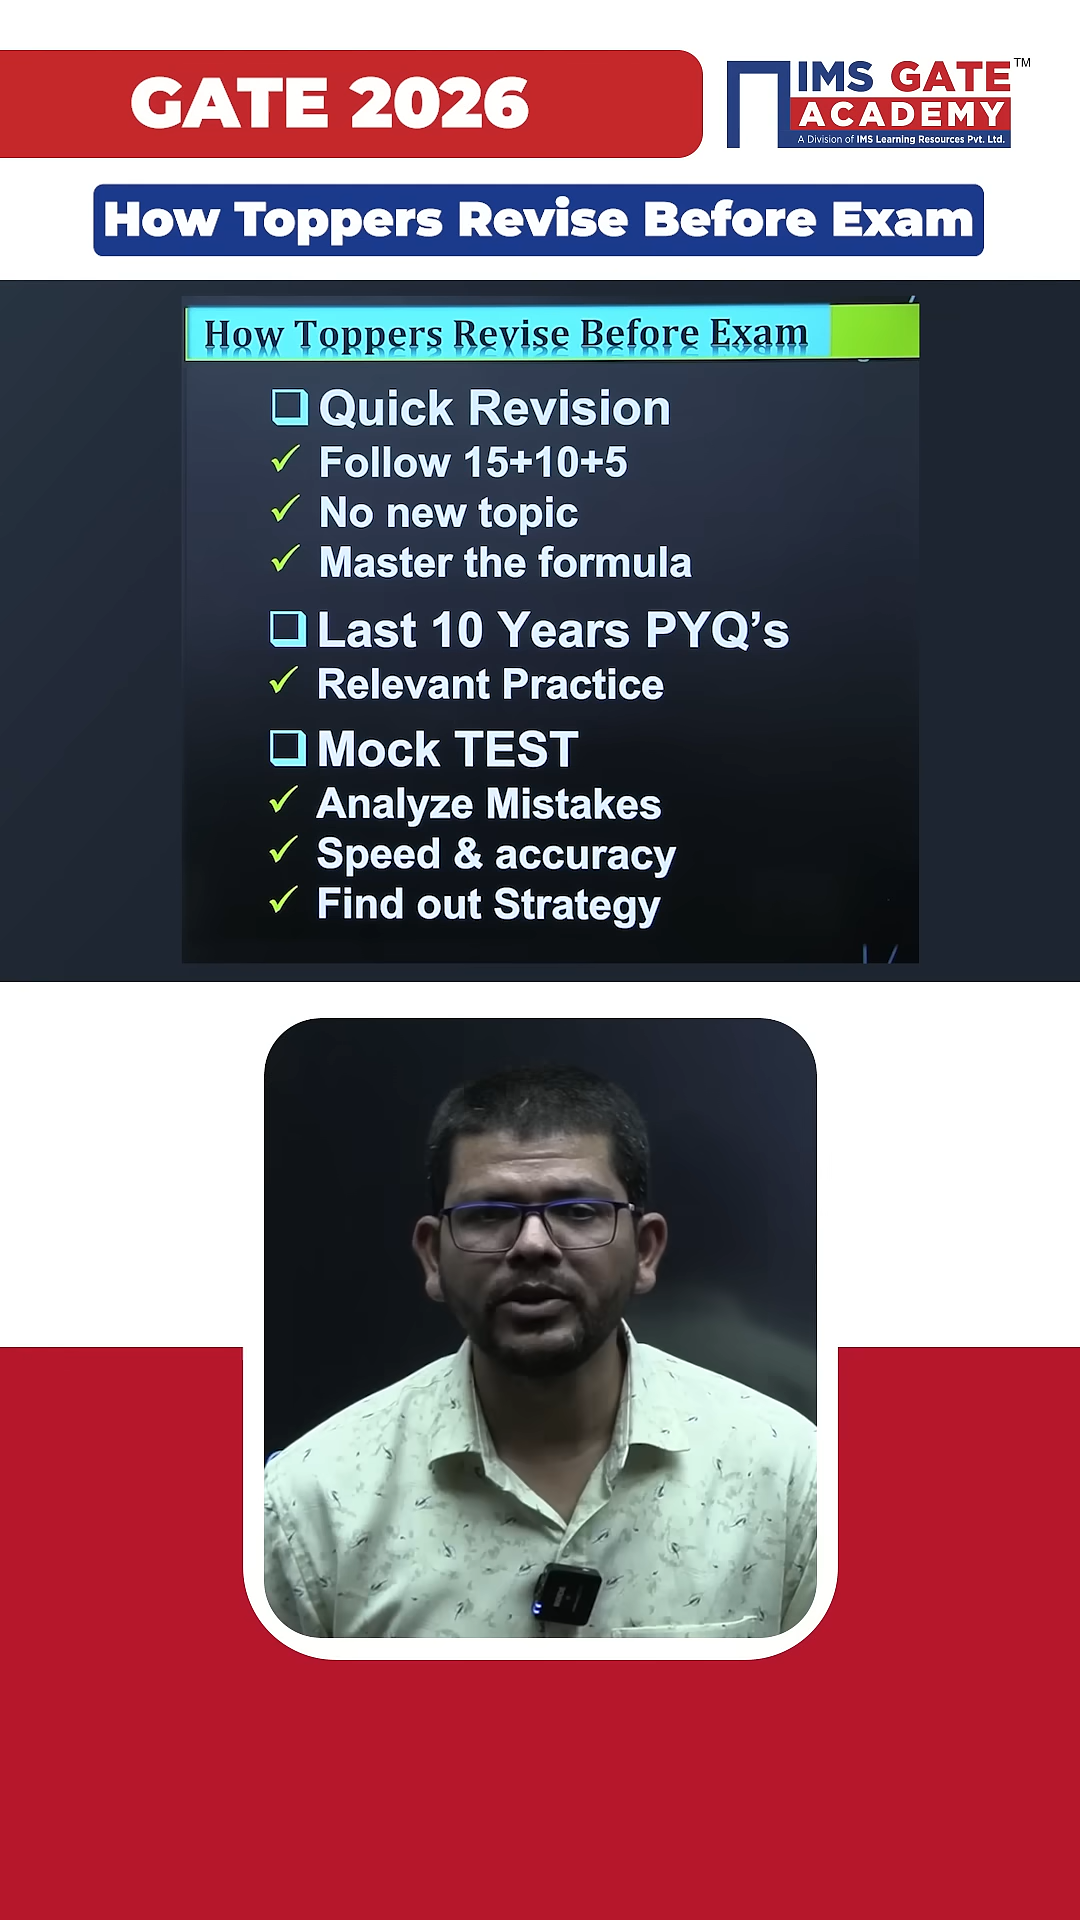 GATE 2026
IMS GATE ACADEMY TM
A Division of IMS Learning Resources Pvt. Ltd.
How Toppers Revise Before Exam
How Toppers Revise Before Exam
Quick Revision
Follow 15+10+5
No new topic
Master the formula
Last 10 Years PYQ’s
Relevant Practice
Mock TEST
Analyze Mistakes
Speed & accuracy
Find out Strategy